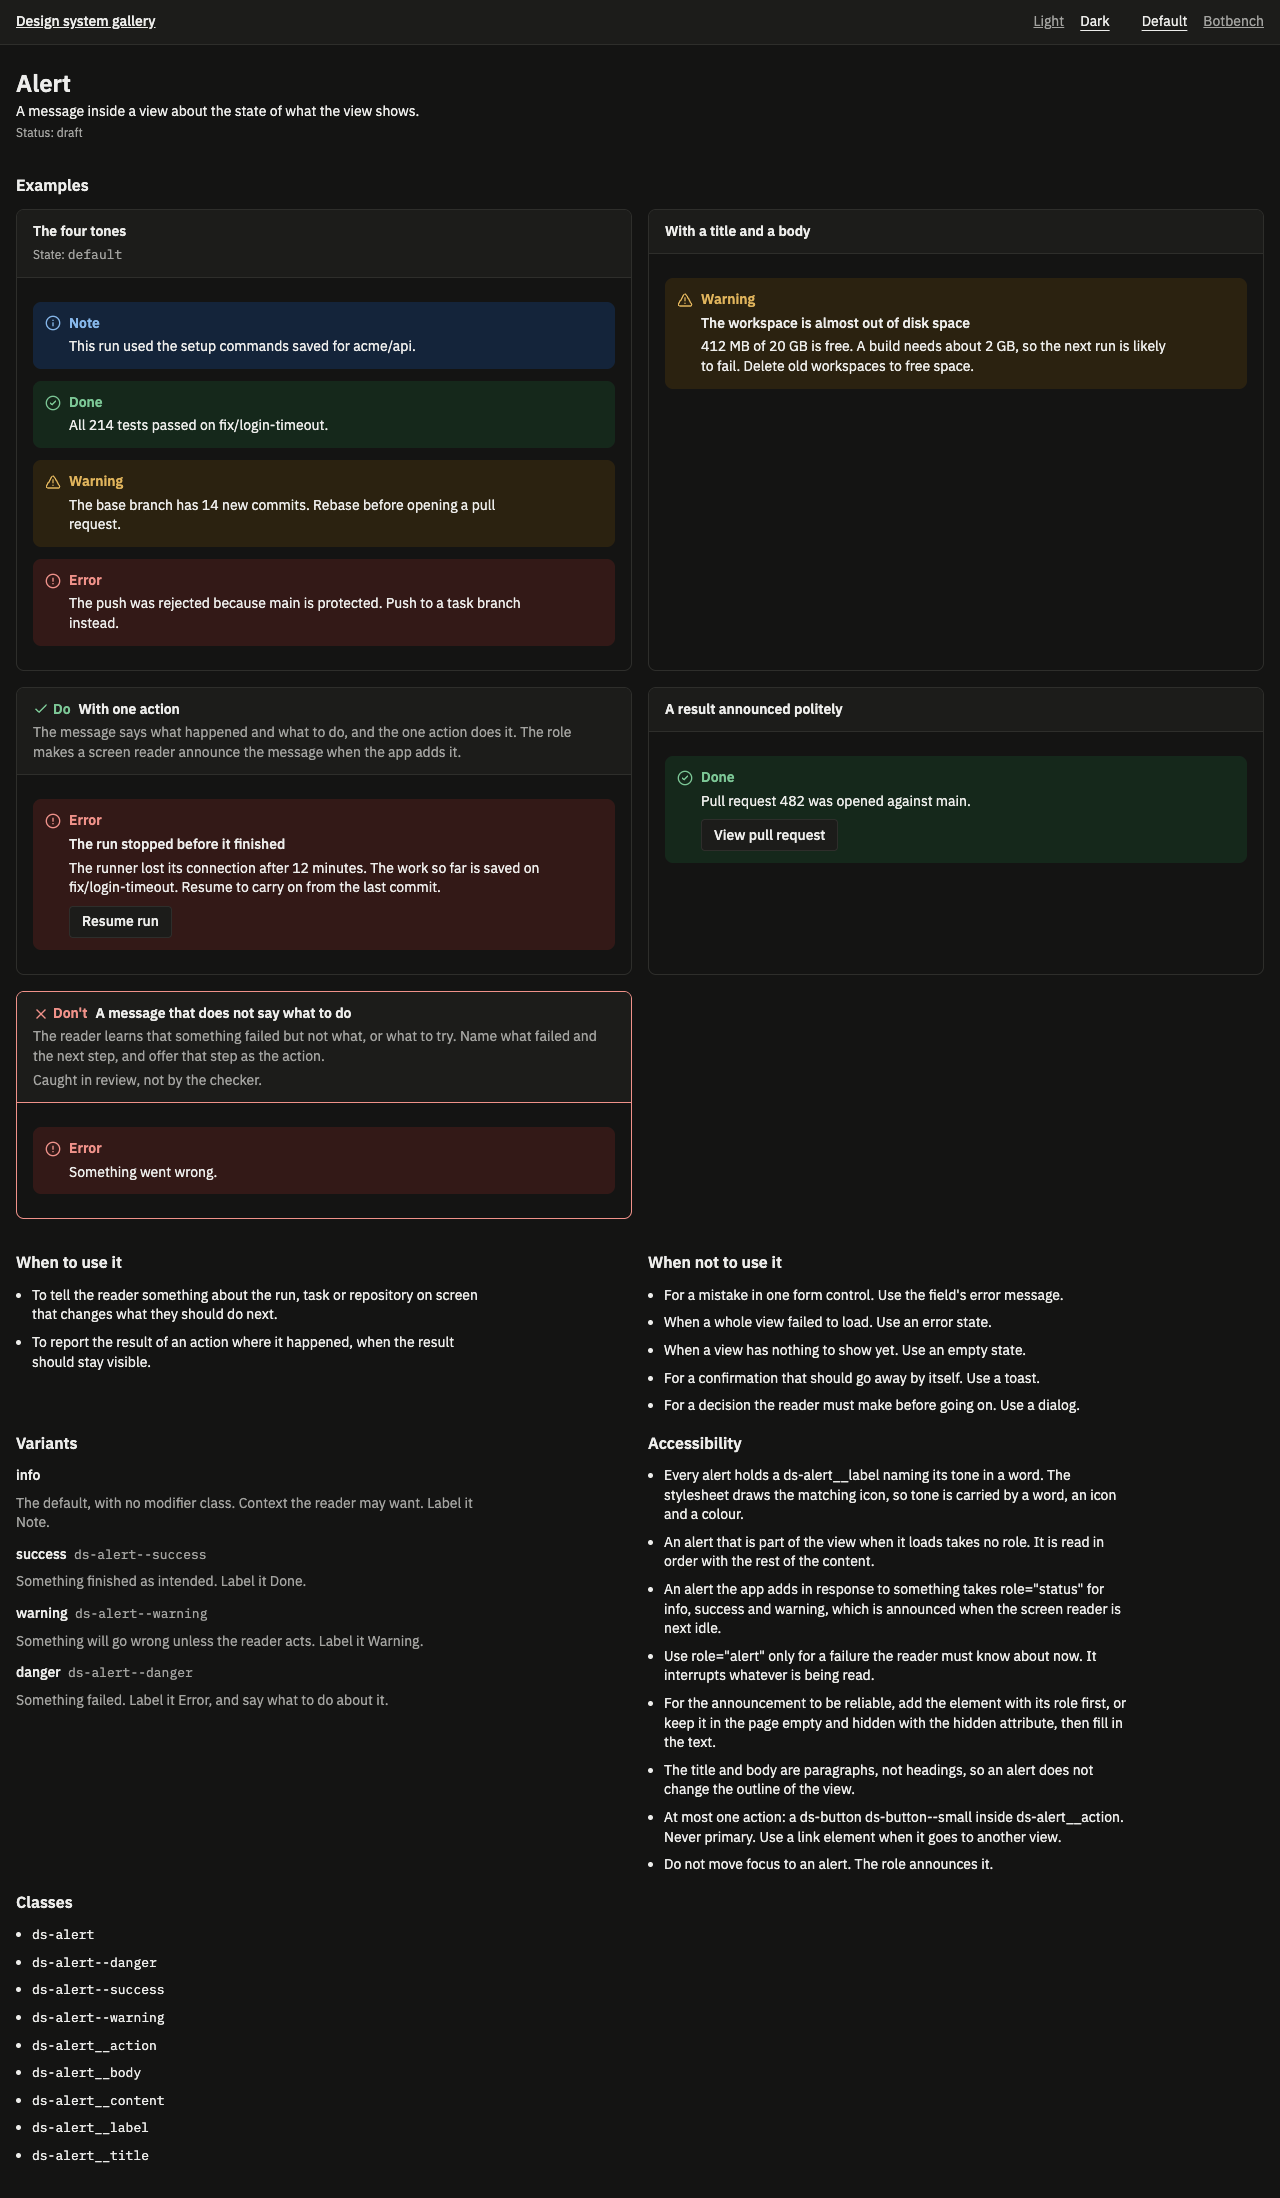 Design system gallery
Light Dark Default Botbench
Alert
A message inside a view about the state of what the view shows.
Status: draft
Examples
The four tones
State: default
Note
This run used the setup commands saved for acme/api.
Done
All 214 tests passed on fix/login-timeout.
Warning
The base branch has 14 new commits. Rebase before opening a pull
request.
Error
The push was rejected because main is protected. Push to a task branch
instead.
With a title and a body
Warning
The workspace is almost out of disk space
412 MB of 20 GB is free. A build needs about 2 GB, so the next run is likely
to fail. Delete old workspaces to free space.
Do With one action
The message says what happened and what to do, and the one action does it. The role
makes a screen reader announce the message when the app adds it.
Error
The run stopped before it finished
The runner lost its connection after 12 minutes. The work so far is saved on
fix/login-timeout. Resume to carry on from the last commit.
Resume run
A result announced politely
Done
Pull request 482 was opened against main.
View pull request
Don't A message that does not say what to do
The reader learns that something failed but not what, or what to try. Name what failed and
the next step, and offer that step as the action.
Caught in review, not by the checker.
Error
Something went wrong.
When to use it
• To tell the reader something about the run, task or repository on screen
that changes what they should do next.
• To report the result of an action where it happened, when the result
should stay visible.
When not to use it
• For a mistake in one form control. Use the field's error message.
• When a whole view failed to load. Use an error state.
• When a view has nothing to show yet. Use an empty state.
• For a confirmation that should go away by itself. Use a toast.
• For a decision the reader must make before going on. Use a dialog.
Variants
info
The default, with no modifier class. Context the reader may want. Label it
Note.
success ds-alert--success
Something finished as intended. Label it Done.
warning ds-alert--warning
Something will go wrong unless the reader acts. Label it Warning.
danger ds-alert--danger
Something failed. Label it Error, and say what to do about it.
Accessibility
• Every alert holds a ds-alert__label naming its tone in a word. The
stylesheet draws the matching icon, so tone is carried by a word, an icon
and a colour.
• An alert that is part of the view when it loads takes no role. It is read in
order with the rest of the content.
• An alert the app adds in response to something takes role="status" for
info, success and warning, which is announced when the screen reader is
next idle.
• Use role="alert" only for a failure the reader must know about now. It
interrupts whatever is being read.
• For the announcement to be reliable, add the element with its role first, or
keep it in the page empty and hidden with the hidden attribute, then fill in
the text.
• The title and body are paragraphs, not headings, so an alert does not
change the outline of the view.
• At most one action: a ds-button ds-button--small inside ds-alert__action.
Never primary. Use a link element when it goes to another view.
• Do not move focus to an alert. The role announces it.
Classes
• ds-alert
• ds-alert--danger
• ds-alert--success
• ds-alert--warning
• ds-alert__action
• ds-alert__body
• ds-alert__content
• ds-alert__label
• ds-alert__title